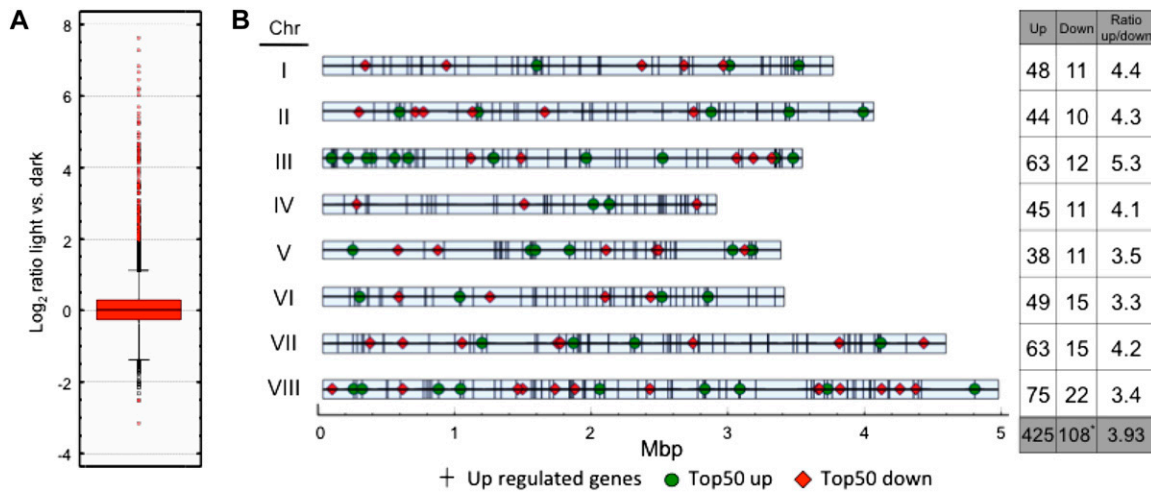 A
Log2 ratio light vs. dark
8
6
4
2
0
-2
-4
B
Chr
Up Down Ratio up/down
I 48 11 4.4
II 44 10 4.3
III 63 12 5.3
IV 45 11 4.1
V 38 11 3.5
VI 49 15 3.3
VII 63 15 4.2
VIII 75 22 3.4
425 108* 3.93
0 1 2 3 4 5
Mbp
Up regulated genes Top50 up Top50 down